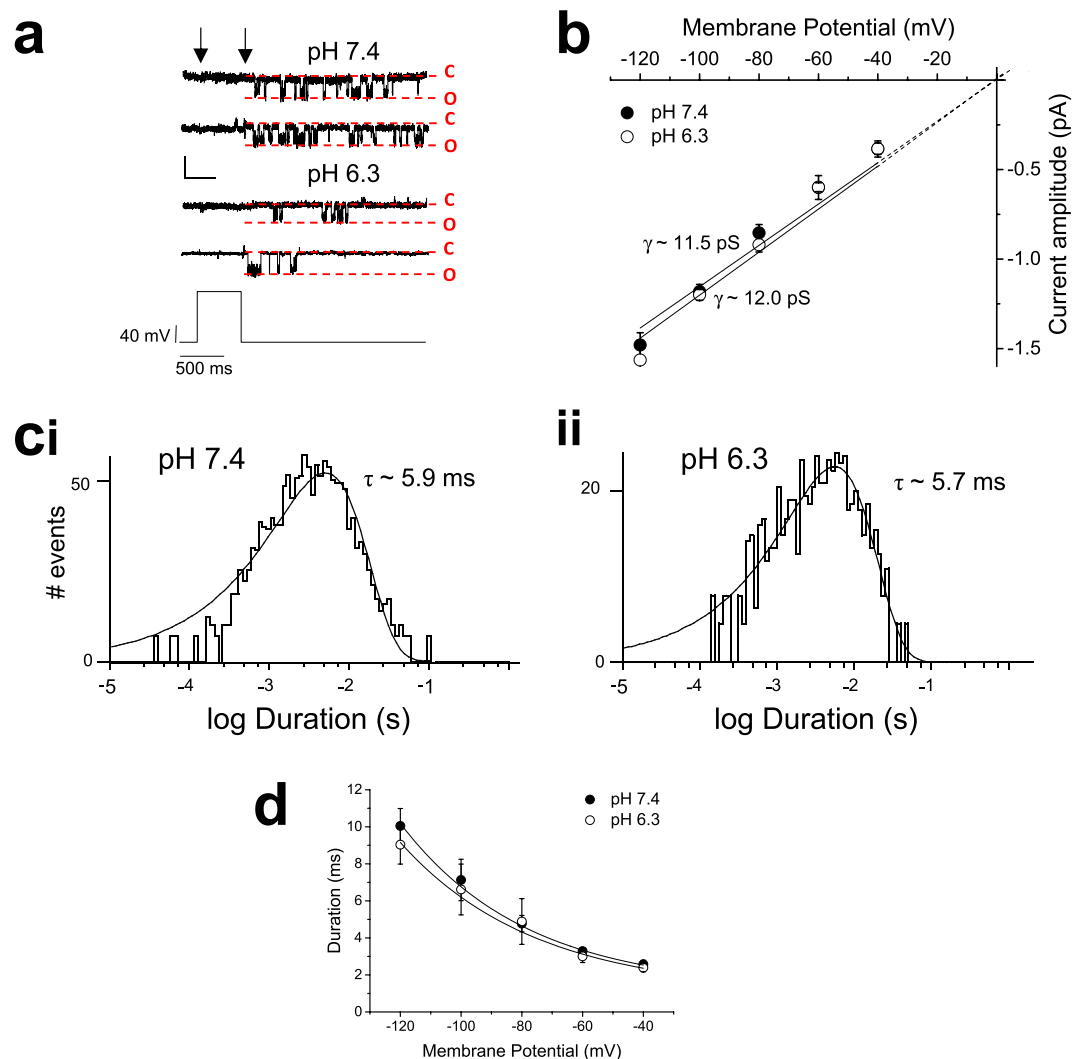 a
pH 7.4
C
O
C
O
pH 6.3
C
O
C
O
40 mV
500 ms
b
Membrane Potential (mV)
-120 -100 -80 -60 -40 -20
pH 7.4
pH 6.3
γ ~ 11.5 pS
γ ~ 12.0 pS
-0.5
-1.0
-1.5
Current amplitude (pA)
ci
pH 7.4
τ ~ 5.9 ms
50
0
# events
-5 -4 -3 -2 -1
log Duration (s)
ii
pH 6.3
τ ~ 5.7 ms
20
0
-5 -4 -3 -2 -1
log Duration (s)
d
pH 7.4
pH 6.3
12
10
8
6
4
2
0
Duration (ms)
-120 -100 -80 -60 -40
Membrane Potential (mV)